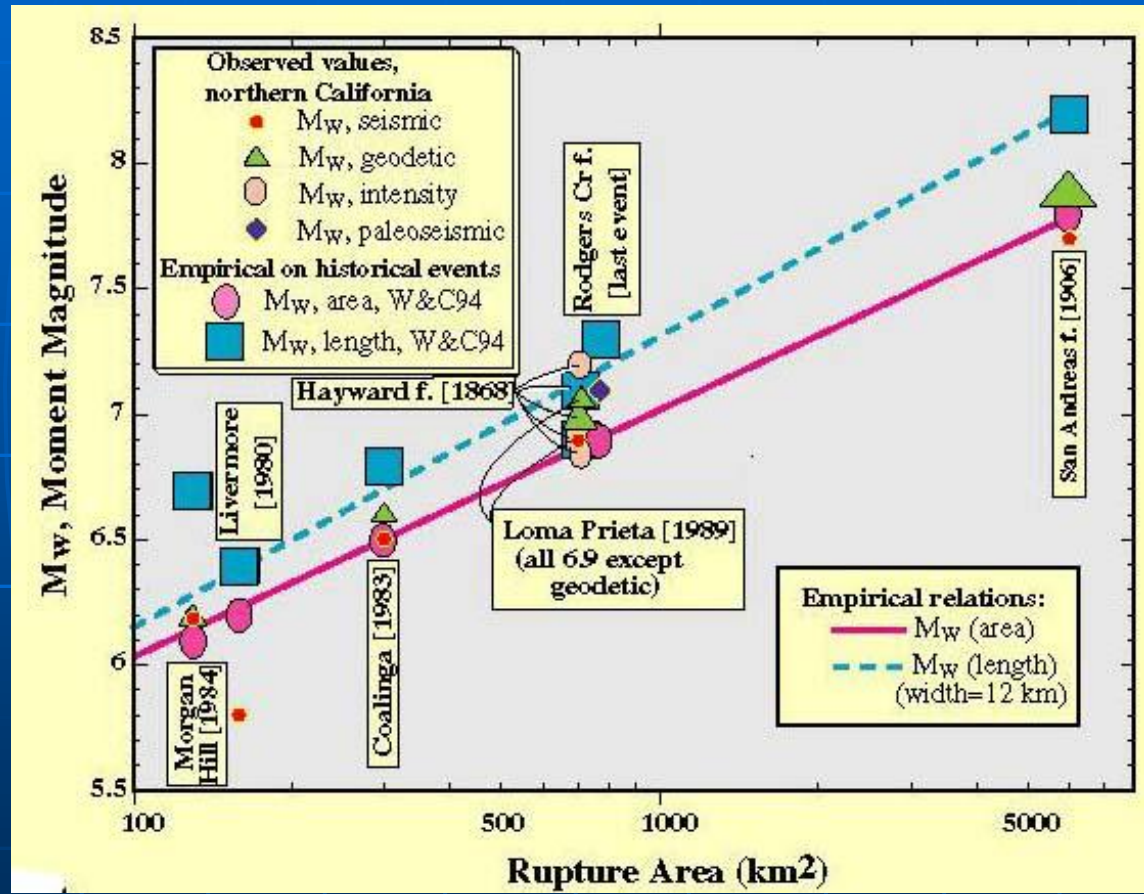 Observed values,
northern California
Mw, seismic
Mw, geodetic
Mw, intensity
Mw, paleoseismic
Empirical on historical events
Mw, area, W&C94
Mw, length, W&C94
8.5
8
7.5
7
6.5
6
5.5
Mw, Moment Magnitude
Rodgers Cr f.
[last event]
Hayward f. [1868]
Livermore
[1980]
San Andreas f. [1906]
Loma Prieta [1989]
(all 6.9 except
geodetic)
Morgan
Hill [1984]
Coalinga [1983]
Empirical relations:
Mw (area)
Mw (length)
(width=12 km)
100
500
1000
5000
Rupture Area (km2)